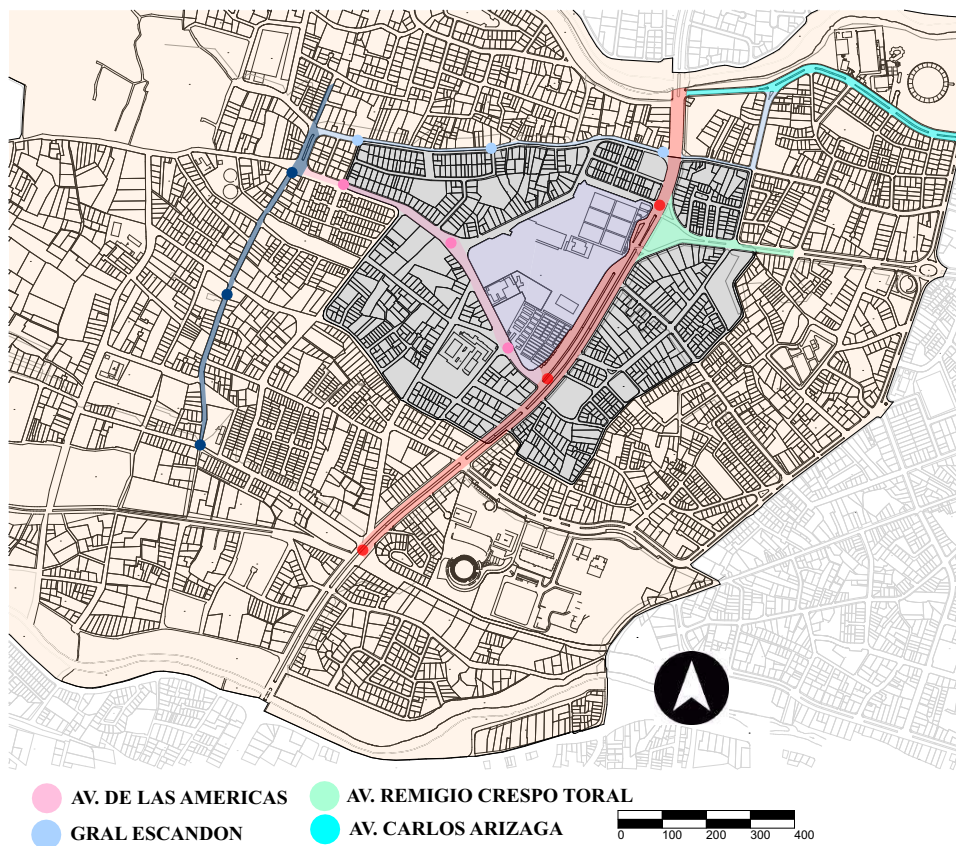 AV. DE LAS AMERICAS
AV. REMIGIO CRESPO TORAL
GRAL ESCANDON
AV. CARLOS ARIZAGA
0 100 200 300 400